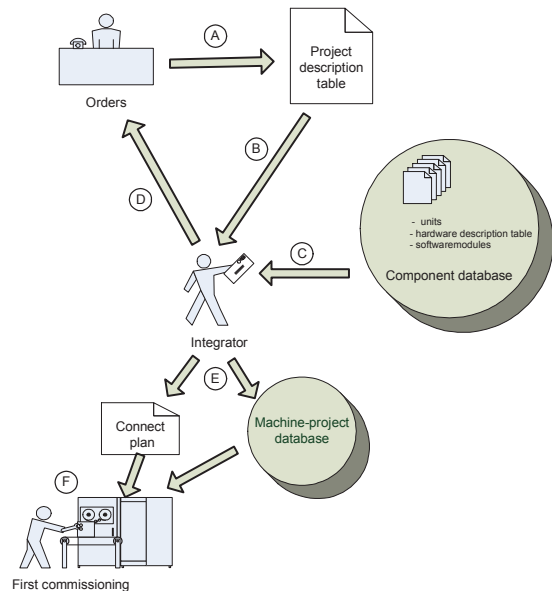 A
Project
description
table
Orders
B
D
- units
- hardware description table
- softwaremodules
C
Component database
Integrator
E
Connect
plan
Machine-project
database
F
First commissioning